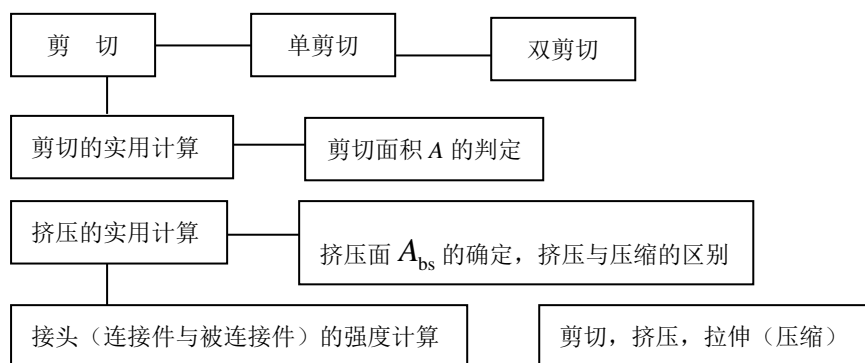 剪 切
单剪切
双剪切
剪切的实用计算
剪切面积 A 的判定
挤压的实用计算
挤压面 A_bs 的确定，挤压与压缩的区别
接头（连接件与被连接件）的强度计算
剪切，挤压，拉伸（压缩）